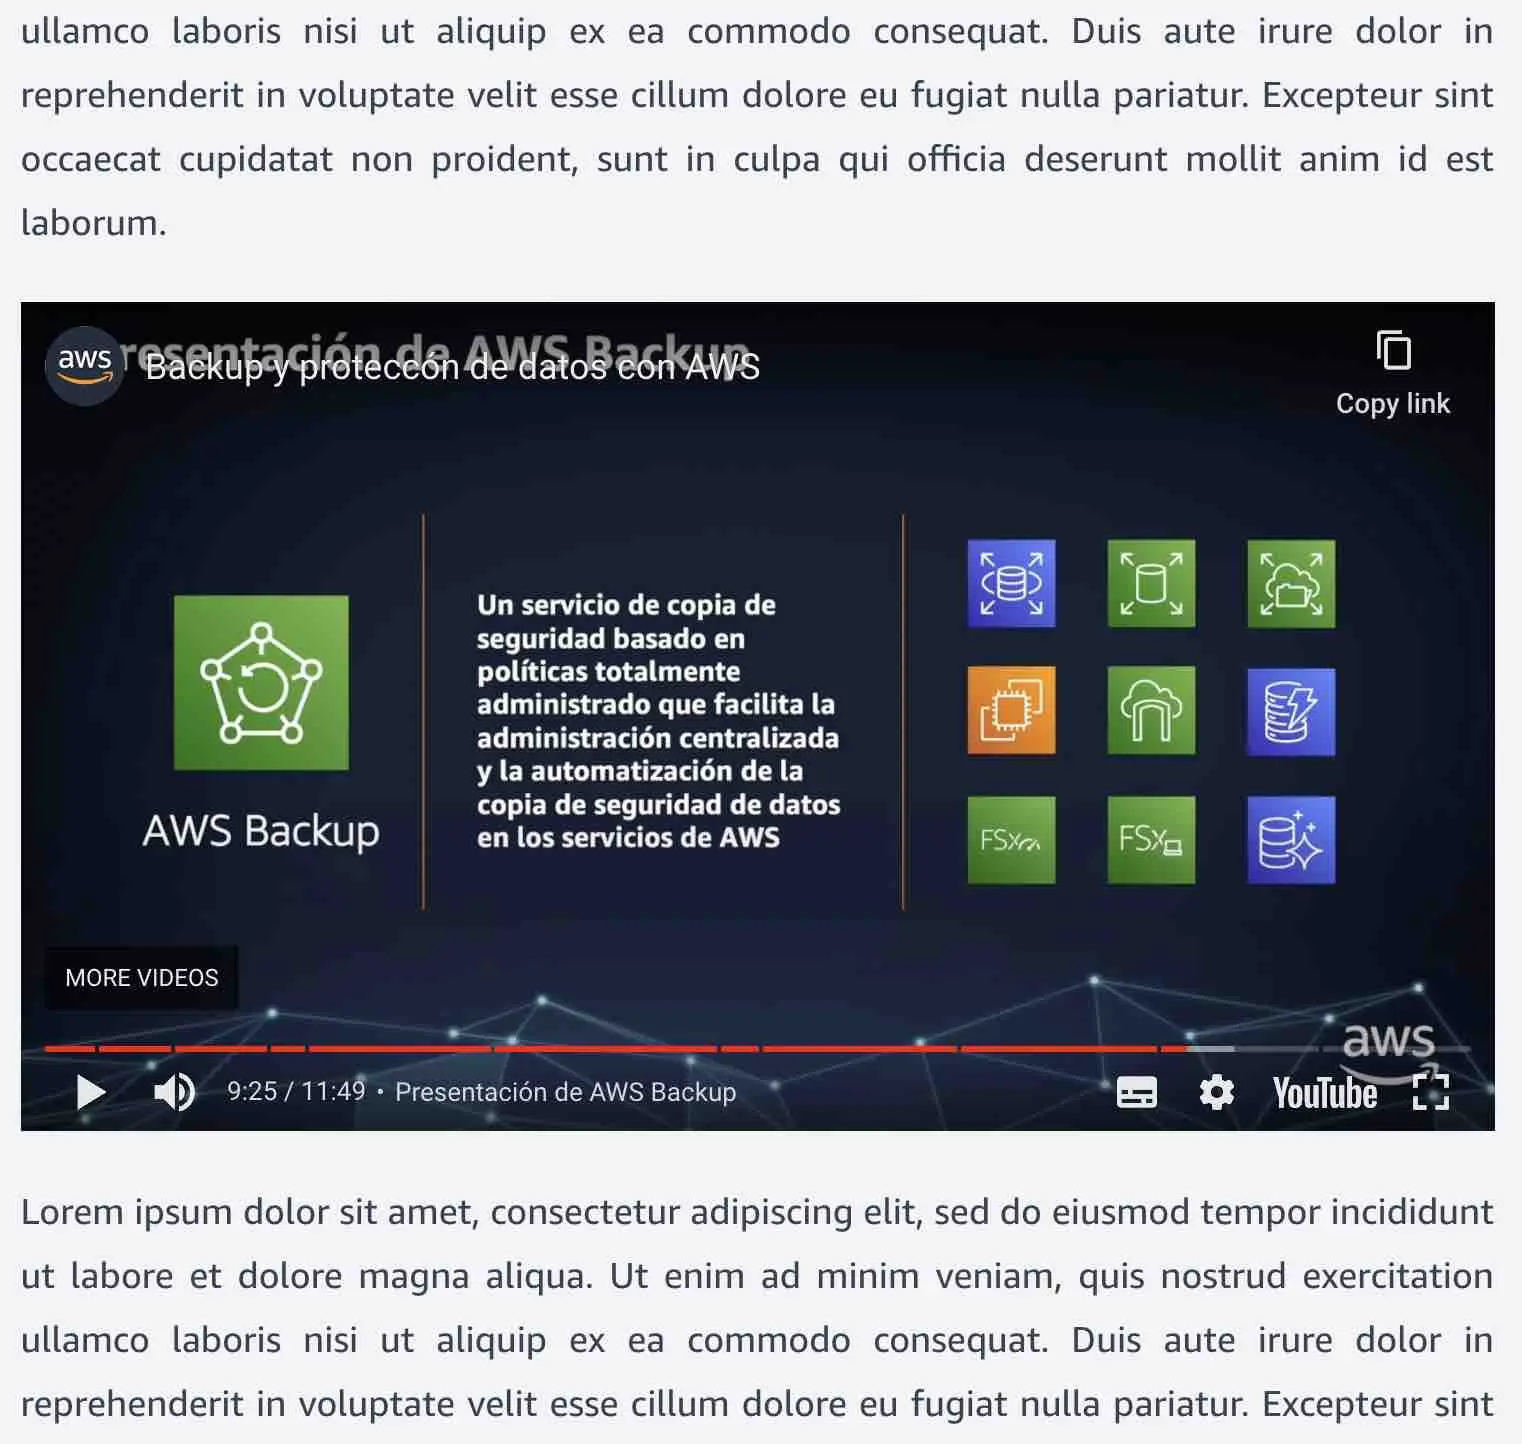 ullamco laboris nisi ut aliquip ex ea commodo consequat. Duis aute irure dolor in
reprehenderit in voluptate velit esse cillum dolore eu fugiat nulla pariatur. Excepteur sint
occaecat cupidatat non proident, sunt in culpa qui officia deserunt mollit anim id est
laborum.
resentación de AWS Backup
aws
Backup y proteccón de datos con AWS
Copy link
Un servicio de copia de
seguridad basado en
políticas totalmente
administrado que facilita la
administración centralizada
y la automatización de la
copia de seguridad de datos
en los servicios de AWS
AWS Backup
FSx
FSx
MORE VIDEOS
aws
9:25 / 11:49 • Presentación de AWS Backup
YouTube
Lorem ipsum dolor sit amet, consectetur adipiscing elit, sed do eiusmod tempor incididunt
ut labore et dolore magna aliqua. Ut enim ad minim veniam, quis nostrud exercitation
ullamco laboris nisi ut aliquip ex ea commodo consequat. Duis aute irure dolor in
reprehenderit in voluptate velit esse cillum dolore eu fugiat nulla pariatur. Excepteur sint